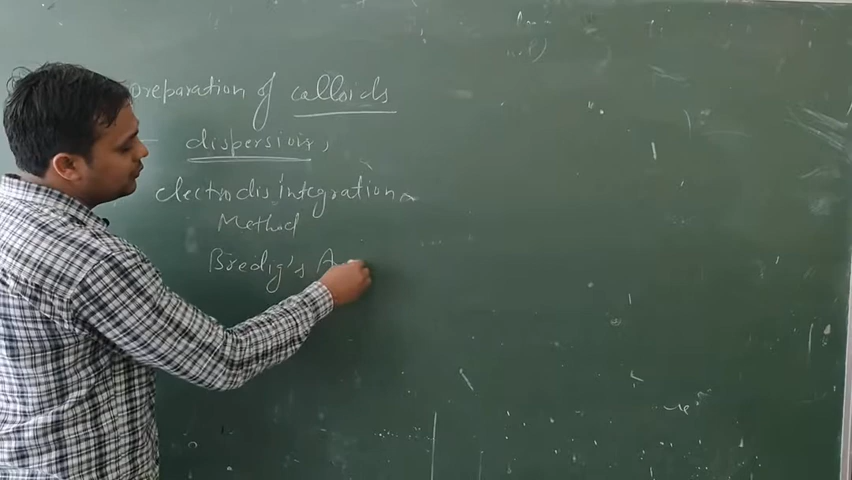 preparation of colloids
dispersion,
electrodisintegration
Method
Bredig's A